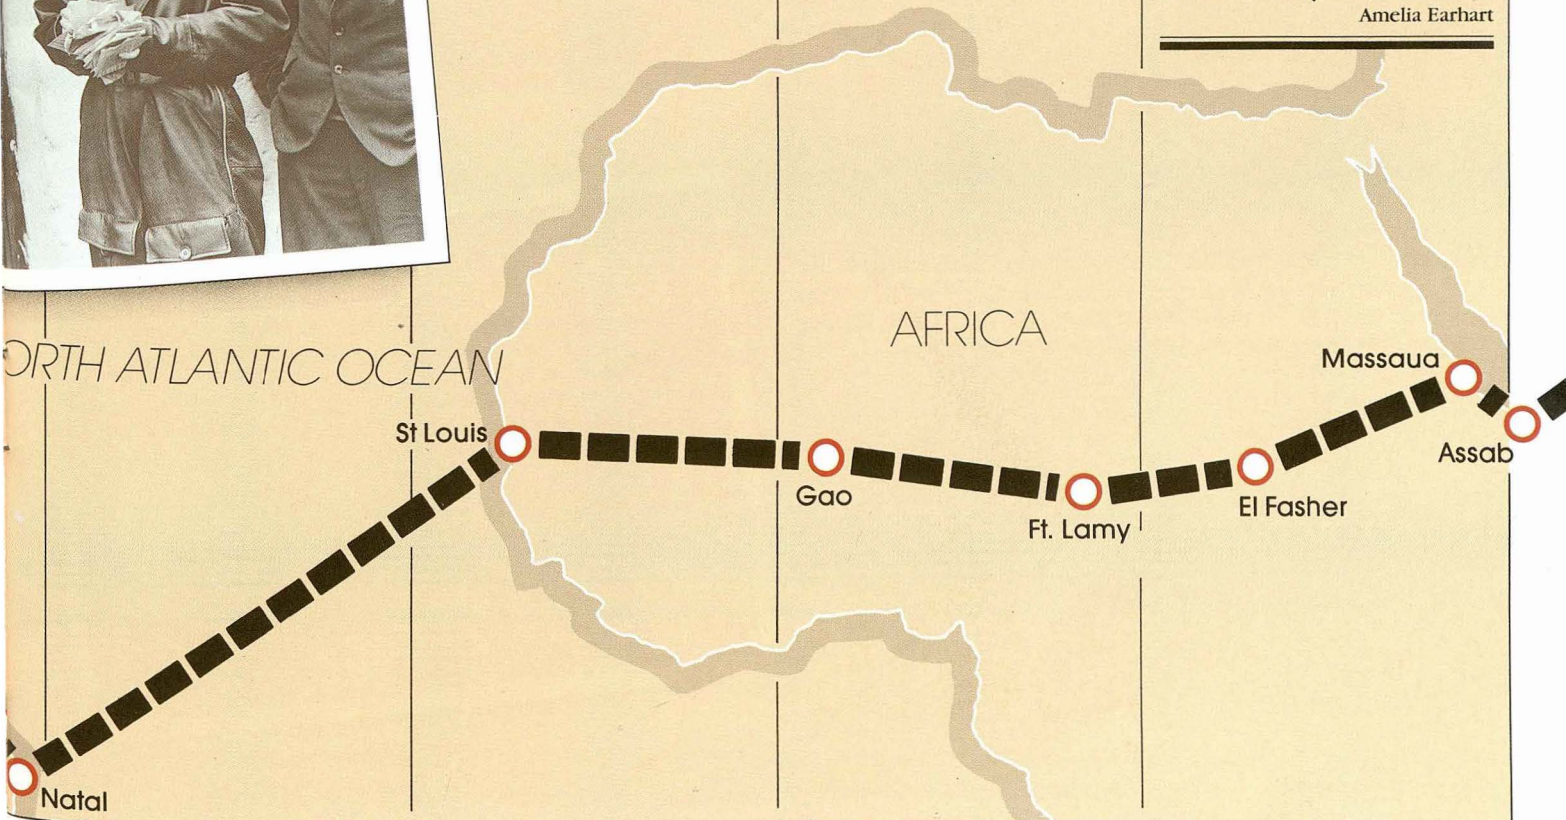 Amelia Earhart
AFRICA
ORTH ATLANTIC OCEAN
Massaua
St Louis
Assab
Gao
El Fasher
Ft. Lamy
Natal